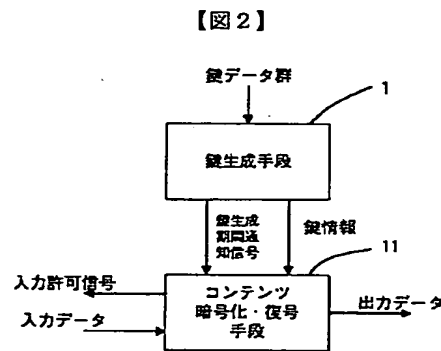 【図2】
鍵データ群
1
鍵生成手段
鍵生成
期間通
知信号
鍵情報
11
入力許可信号
コンテンツ
暗号化・復号
手段
入力データ
出力データ